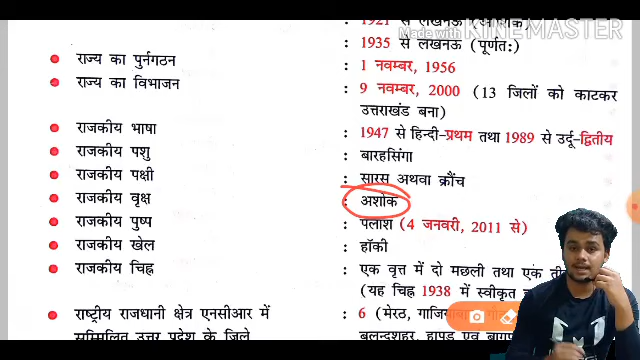 : 1921 से लखनऊ (आंशिक)
Made with KINEMASTER
: 1935 से लखनऊ (पूर्णत:)
राज्य का पुर्नगठन : 1 नवम्बर, 1956
राज्य का विभाजन : 9 नवम्बर, 2000 (13 जिलों को काटकर
उत्तराखंड बना)
राजकीय भाषा : 1947 से हिन्दी-प्रथम तथा 1989 से उर्दू-द्वितीय
राजकीय पशु : बारहसिंगा
राजकीय पक्षी : सारस अथवा क्रौंच
राजकीय वृक्ष : अशोक
राजकीय पुष्प : पलाश (4 जनवरी, 2011 से)
राजकीय खेल : हॉकी
राजकीय चिह्न : एक वृत्त में दो मछली तथा एक
(यह चिह्न 1938 में स्वीकृत
राष्ट्रीय राजधानी क्षेत्र एनसीआर में : 6 (मेरठ,
सम्मिलित उत्तर प्रदेश के जिले बुलन्दशहर, हापुड़ एवं